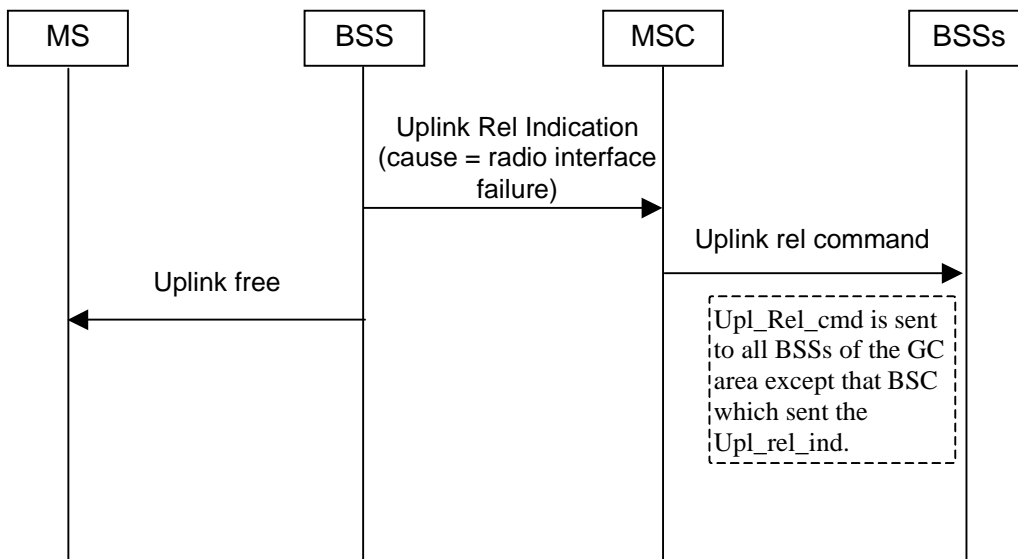 MS
BSS
MSC
BSSs
Uplink Rel Indication
(cause = radio interface
failure)
Uplink rel command
Uplink free
Upl_Rel_cmd is sent
to all BSSs of the GC
area except that BSC
which sent the
Upl_rel_ind.